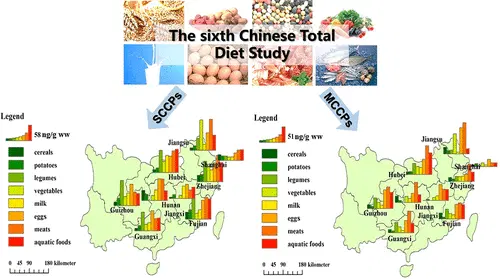 The sixth Chinese Total
Diet Study
SCCPs
MCCPs
Legend
58 ng/g ww
cereals
potatoes
legumes
vegetables
milk
eggs
meats
aquatic foods
0 45 90 180 kilometer
Jiangsu
Shanghai
Hubei
Zhejiang
Hunan
Guizhou
Jiangxi
Fujian
Guangxi
Legend
51 ng/g ww
cereals
potatoes
legumes
vegetables
milk
eggs
meats
aquatic foods
0 45 90 180 kilometer
Jiangsu
Shanghai
Hubei
Zhejiang
Hunan
Guizhou
Jiangxi
Fujian
Guangxi